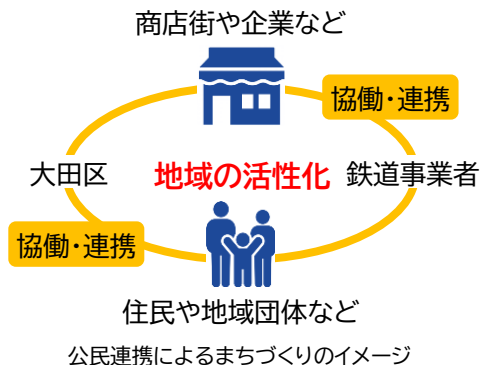 商店街や企業など
協働・連携
大田区
地域の活性化
鉄道事業者
協働・連携
住民や地域団体など
公民連携によるまちづくりのイメージ